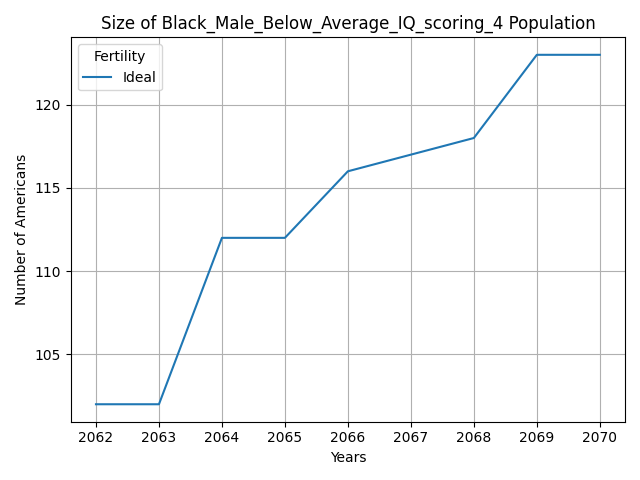 Size of Black_Male_Below_Average_IQ_scoring_4 Population
Fertility
Ideal
Number of Americans
120
115
110
105
2062 2063 2064 2065 2066 2067 2068 2069 2070
Years